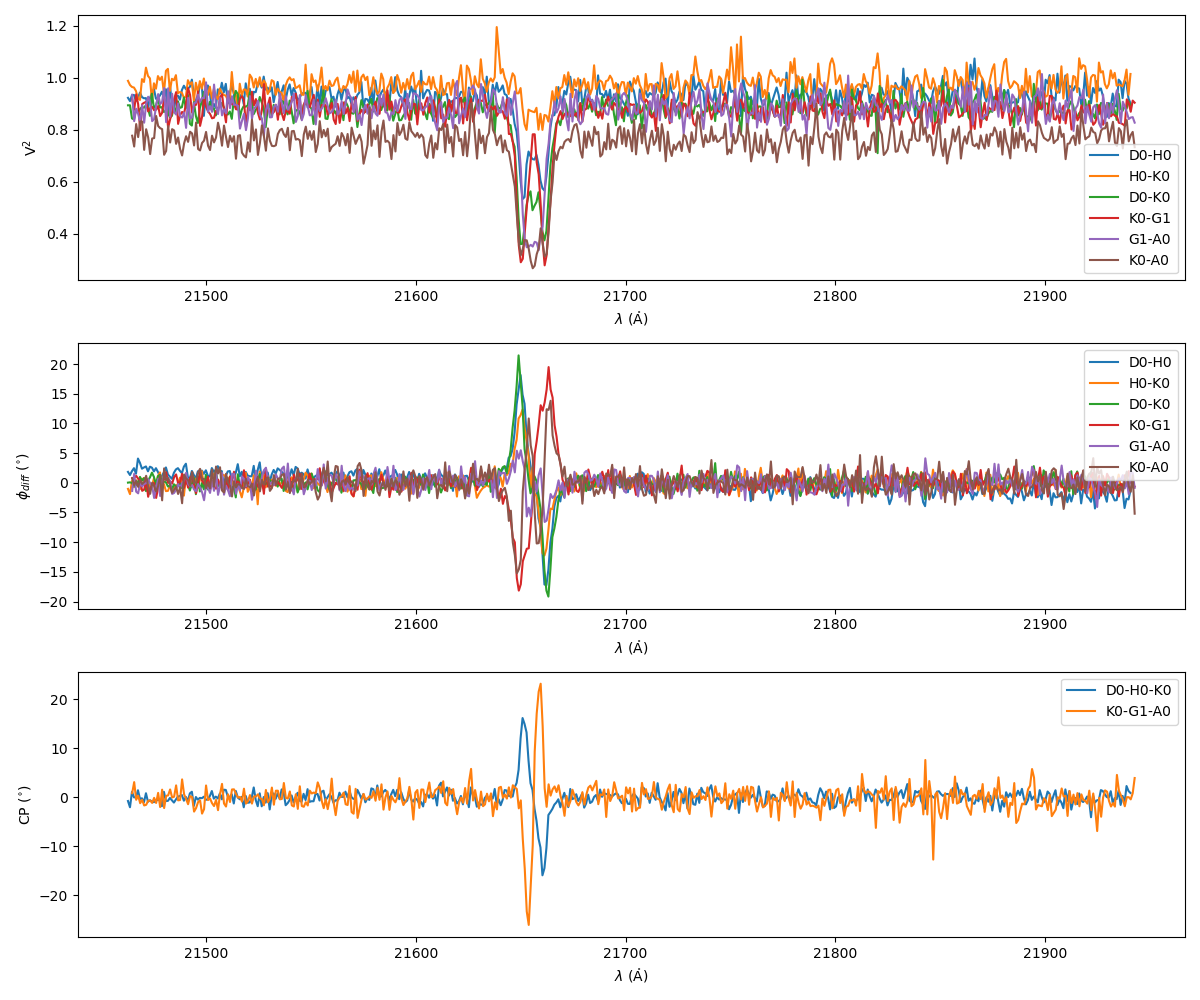 V²
1.2
1.0
0.8
0.6
0.4
D0-H0
H0-K0
D0-K0
K0-G1
G1-A0
K0-A0
21500 21600 21700 21800 21900
λ (Ȧ)
ϕ_diff (°)
20
15
10
5
0
−5
−10
−15
−20
D0-H0
H0-K0
D0-K0
K0-G1
G1-A0
K0-A0
21500 21600 21700 21800 21900
λ (Ȧ)
CP (°)
20
10
0
−10
−20
D0-H0-K0
K0-G1-A0
21500 21600 21700 21800 21900
λ (Ȧ)